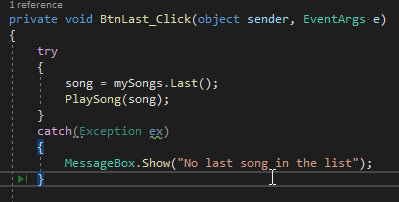 1 reference
private void BtnLast_Click(object sender, EventArgs e)
{
try
{
song = mySongs.Last();
PlaySong(song);
}
catch(Exception ex)
{
MessageBox.Show("No last song in the list");
}